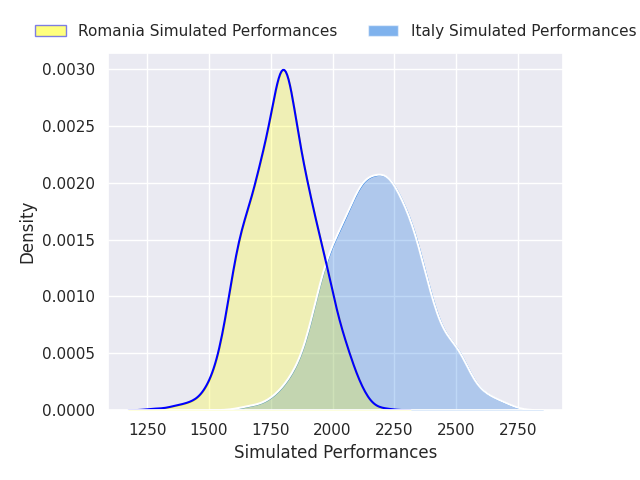 Romania Simulated Performances Italy Simulated Performances
0.0030
0.0025
0.0020
0.0015
0.0010
0.0005
0.0000
Density
1250 1500 1750 2000 2250 2500 2750
Simulated Performances